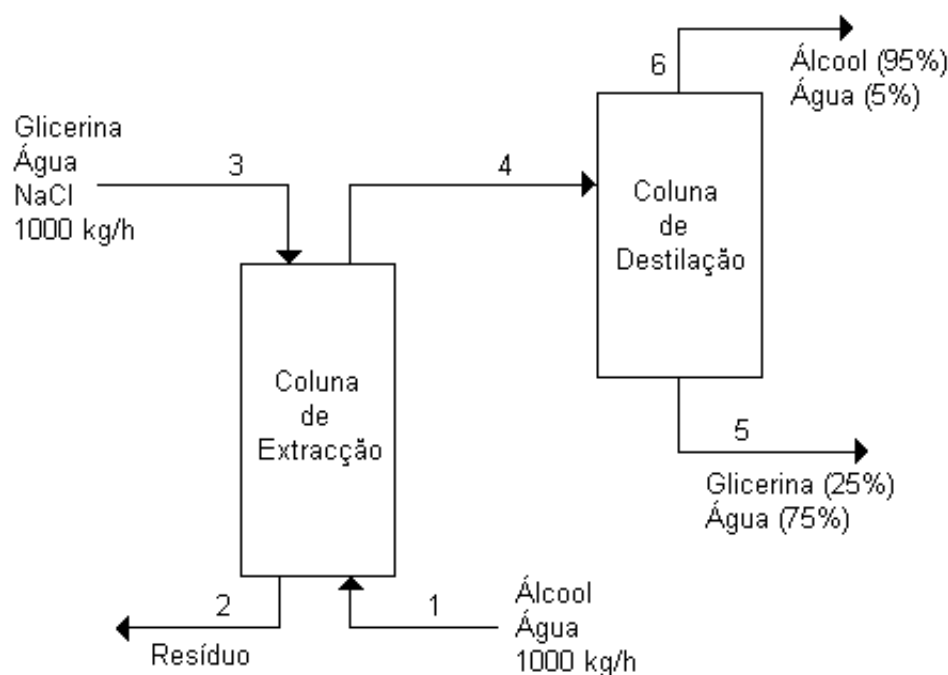 6
Álcool (95%)
Água (5%)
Glicerina
Água
NaCl
1000 kg/h
3
4
Coluna
de
Destilação
Coluna
de
Extracção
5
Glicerina (25%)
Água (75%)
2
Resíduo
1
Álcool
Água
1000 kg/h